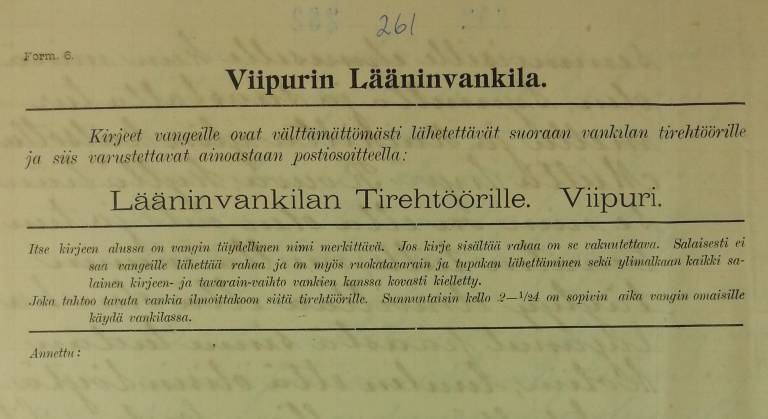 261
Form. 6.
Viipurin Lääninvankila.
Kirjeet vangeille ovat välttämättömästi lähetettävät suoraan vankilan tirehtöörille
ja siis varustettavat ainoastaan postiosoitteella:
Lääninvankilan Tirehtöörille. Viipuri.
Itse kirjeen alussa on vangin täydellinen nimi merkittävä. Jos kirje sisältää rahaa on se vakuutettava. Salaisesti ei
saa vangeille lähettää rahaa ja on myös ruokatavarain ja tupakan lähettäminen sekä ylimalkaan kaikki sa-
lainen kirjeen- ja tavarain-vaihto vankien kanssa kovasti kielletty.
Joka tahtoo tavata vankia ilmoittakoon siitä tirehtöörille. Sunnuntaisin kello 2—1/24 on sopivin aika vangin omaisille
käydä vankilassa.
Annettu: